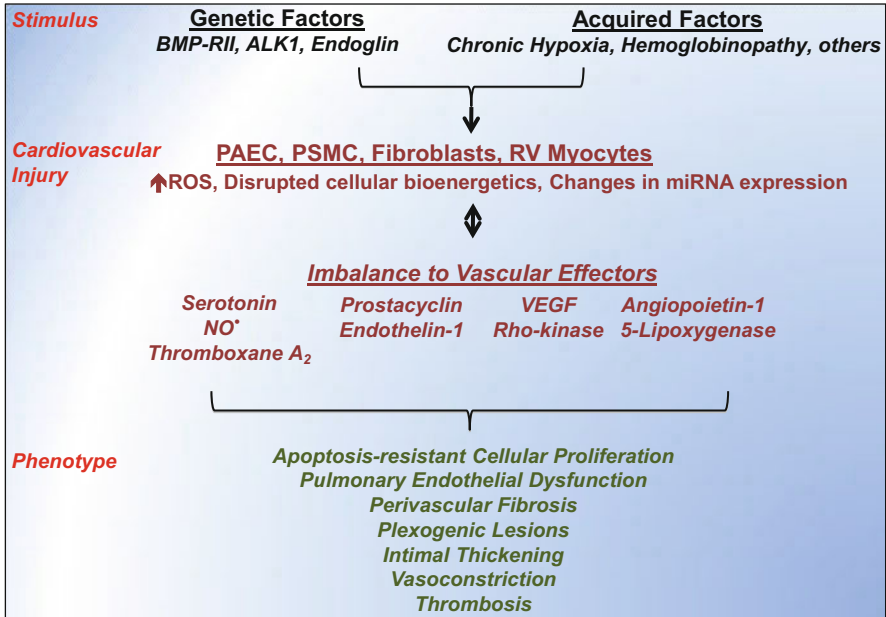 Stimulus
Genetic Factors
BMP-RII, ALK1, Endoglin
Acquired Factors
Chronic Hypoxia, Hemoglobinopathy, others
Cardiovascular
Injury
PAEC, PSMC, Fibroblasts, RV Myocytes
↑ROS, Disrupted cellular bioenergetics, Changes in miRNA expression
Imbalance to Vascular Effectors
Serotonin
NO•
Thromboxane A₂
Prostacyclin
Endothelin-1
VEGF
Rho-kinase
Angiopoietin-1
5-Lipoxygenase
Phenotype
Apoptosis-resistant Cellular Proliferation
Pulmonary Endothelial Dysfunction
Perivascular Fibrosis
Plexogenic Lesions
Intimal Thickening
Vasoconstriction
Thrombosis